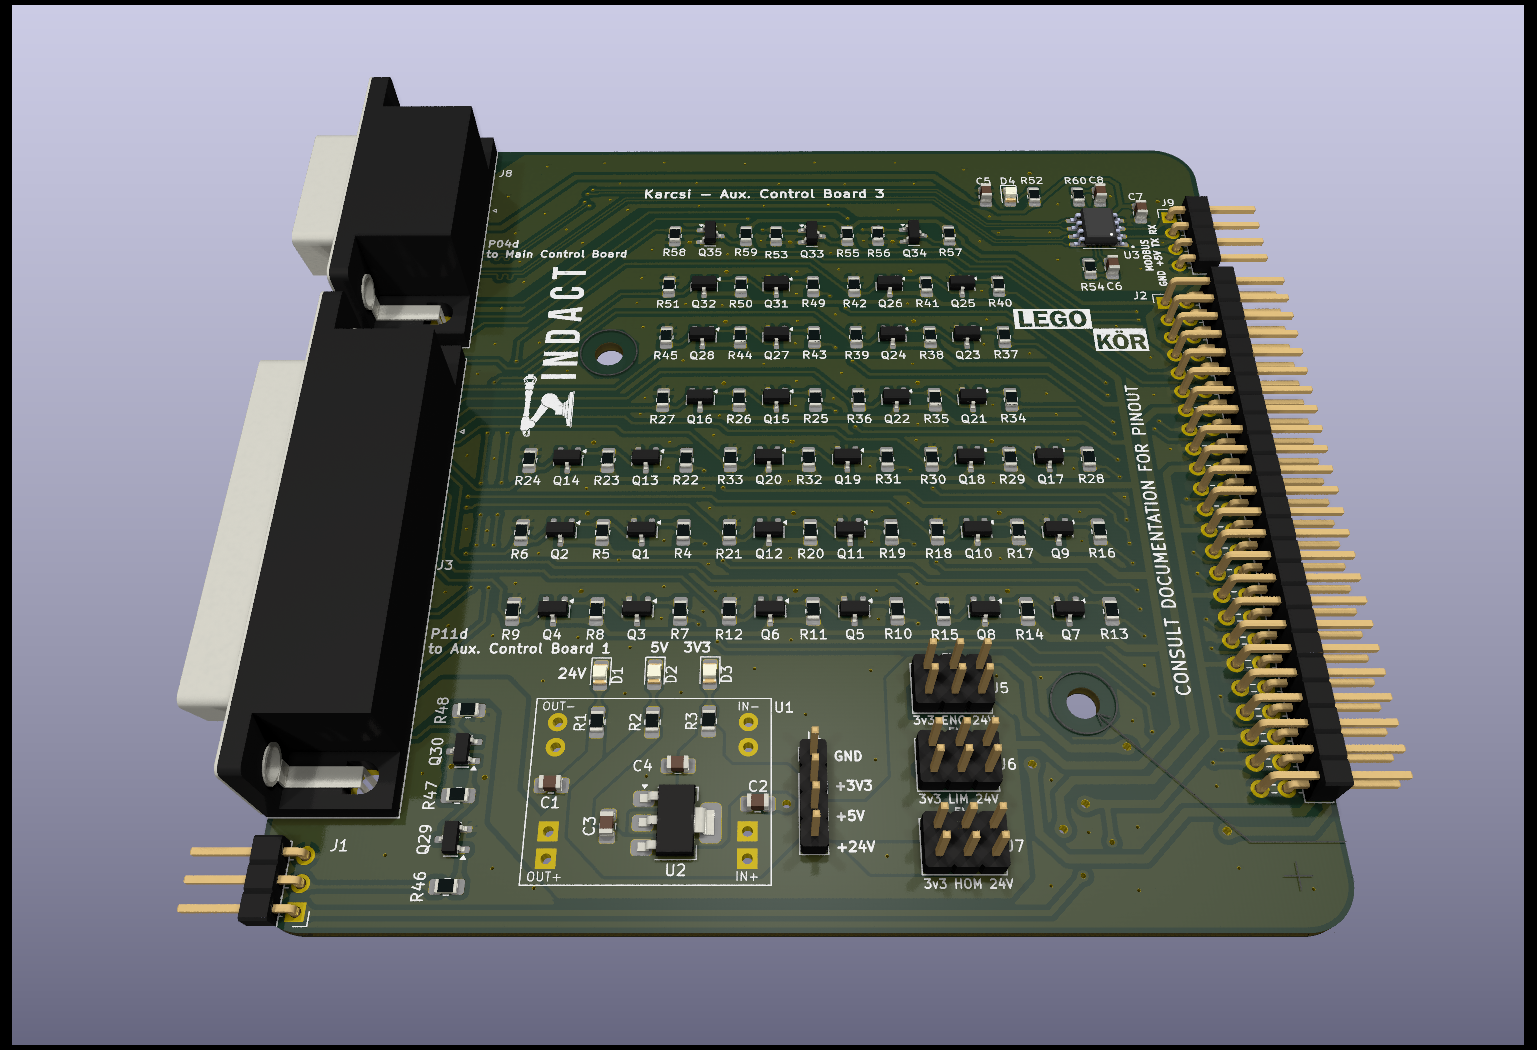 J8
Karcsi – Aux. Control Board 3
C5 D4 R52 R60 C8
C7
J9
MODBUS
GND +5V TX RX
U3
R54 C6
J2
P04d
to Main Control Board
R58 Q35 R59 R53 Q33 R55 R56 Q34 R57
R51 Q32 R50 Q31 R49 R42 Q26 R41 Q25 R40
INDACT
LEGO
KÖR
R45 Q28 R44 Q27 R43 R39 Q24 R38 Q23 R37
R27 Q16 R26 Q15 R25 R36 Q22 R35 Q21 R34
CONSULT DOCUMENTATION FOR PINOUT
R24 Q14 R23 Q13 R22 R33 Q20 R32 Q19 R31 R30 Q18 R29 Q17 R28
R6 Q2 R5 Q1 R4 R21 Q12 R20 Q11 R19 R18 Q10 R17 Q9 R16
J3
R9 Q4 R8 Q3 R7 R12 Q6 R11 Q5 R10 R15 Q8 R14 Q7 R13
P11d
to Aux. Control Board 1
5V 3V3
24V D1 D2 D3
J5
3v3 ENC 24V
R48
OUT- IN- U1
R1 R2 R3
Q30
GND
J6
3v3 LIM 24V
R47
C4
C1
C2
+3V3
+5V
+24V
C3
Q29
J1
U2
J7
3v3 HOM 24V
OUT+ IN+
R46